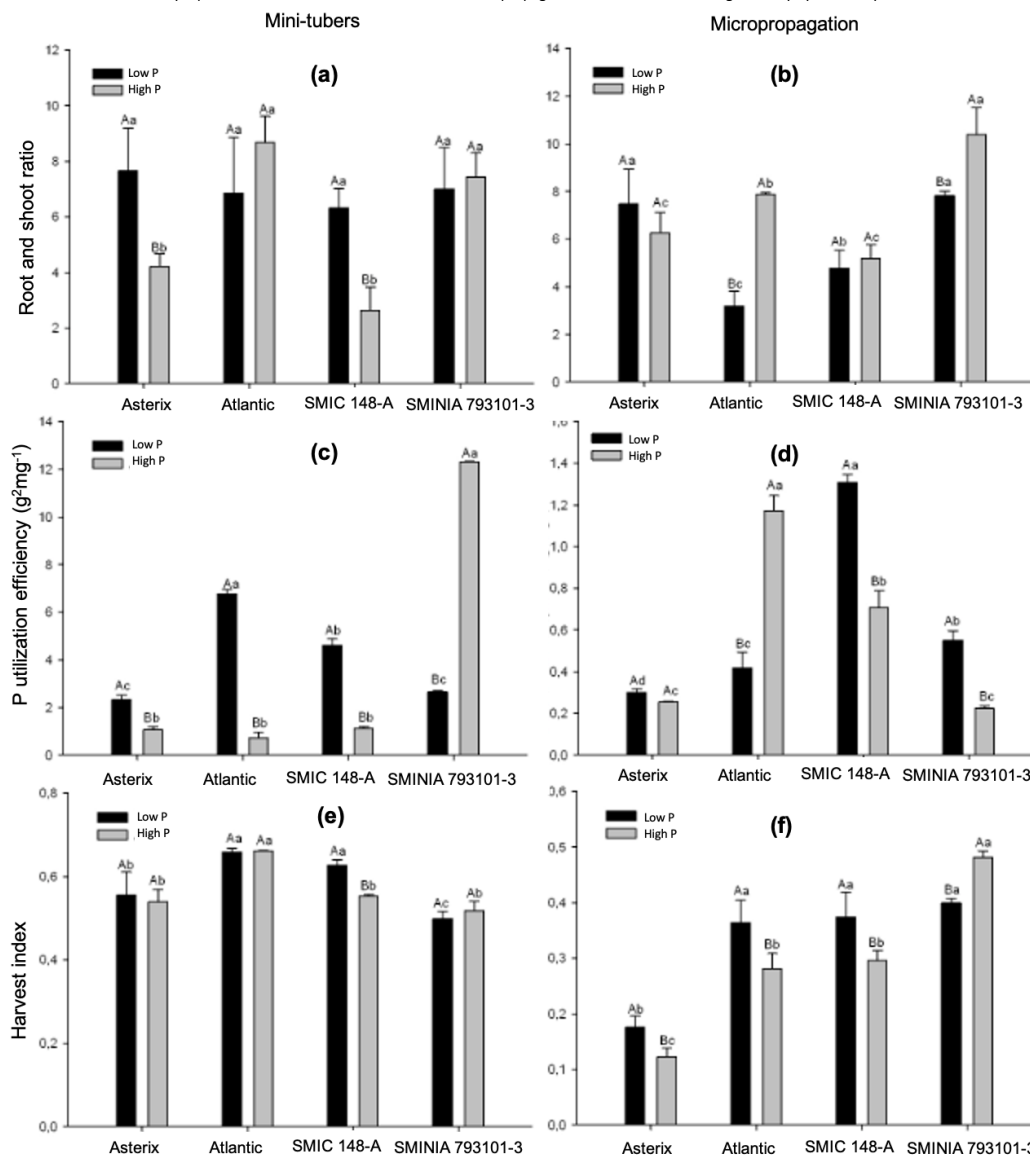 Mini-tubers
Micropropagation
Root and shoot ratio
12
10
8
6
4
2
0
Low P
High P
(a)
Aa
Bb
Aa
Aa
Aa
Bb
Aa
Aa
Asterix
Atlantic
SMIC 148-A
SMINIA 793101-3
14
12
10
8
6
4
2
0
Low P
High P
(b)
Aa
Ac
Bc
Ab
Ab
Ac
Ba
Aa
Asterix
Atlantic
SMIC 148-A
SMINIA 793101-3
P utilization efficiency (g²mg⁻¹)
14
12
10
8
6
4
2
0
Low P
High P
(c)
Ac
Bb
Aa
Bb
Ab
Bb
Bc
Aa
Asterix
Atlantic
SMIC 148-A
SMINIA 793101-3
1,6
1,4
1,2
1,0
0,8
0,6
0,4
0,2
0,0
Low P
High P
(d)
Ad
Ac
Bc
Aa
Aa
Bb
Ab
Bc
Asterix
Atlantic
SMIC 148-A
SMINIA 793101-3
Harvest index
0,8
0,6
0,4
0,2
0,0
Low P
High P
(e)
Ab
Ab
Aa
Aa
Aa
Bb
Ac
Ab
Asterix
Atlantic
SMIC 148-A
SMINIA 793101-3
0,6
0,5
0,4
0,3
0,2
0,1
0,0
Low P
High P
(f)
Ab
Bc
Aa
Bb
Aa
Bb
Ba
Aa
Asterix
Atlantic
SMIC 148-A
SMINIA 793101-3